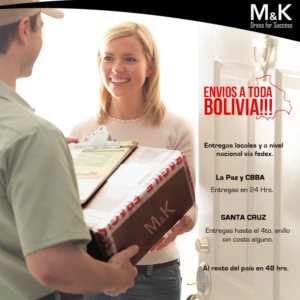 M&K
Dress for Success
ENVIOS A TODA
BOLIVIA!!!
Entregas locales y a nivel
nacional via fedex.
La Paz y CBBA
Entregas en 24 Hrs.
SANTA CRUZ
Entregas hasta el 4to. anillo
sin costo alguno.
Al resto del país en 48 hrs.
M&K